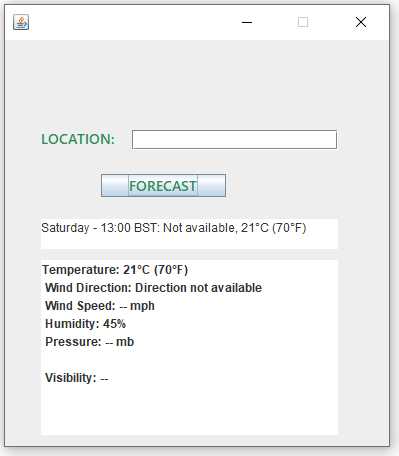 LOCATION:
FORECAST
Saturday - 13:00 BST: Not available, 21°C (70°F)
Temperature: 21°C (70°F)
Wind Direction: Direction not available
Wind Speed: -- mph
Humidity: 45%
Pressure: -- mb
Visibility: --